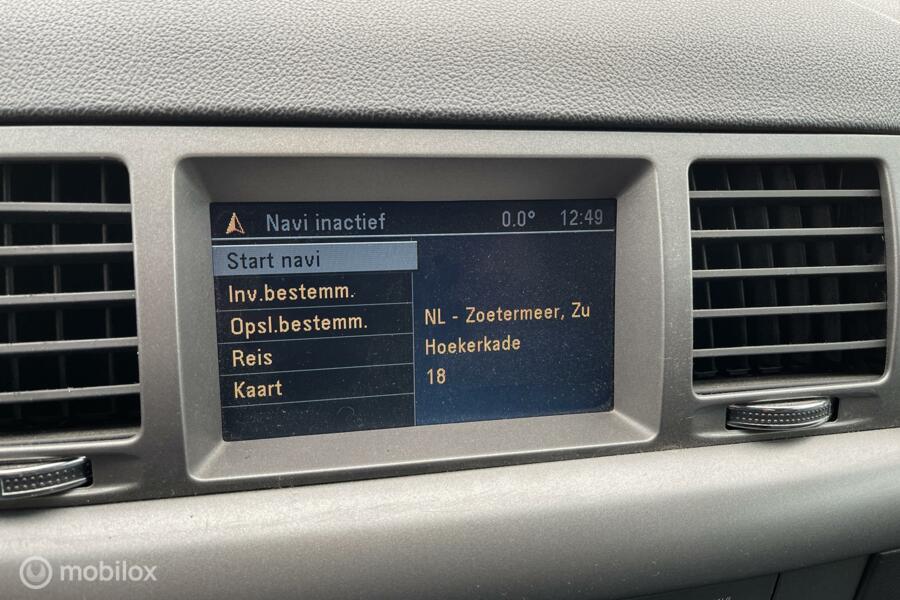 Navi inactief 0.0° 12:49
Start navi
Inv.bestemm.
Opsl.bestemm.
Reis
Kaart
NL - Zoetermeer, Zu
Hoekerkade
18
mobilox